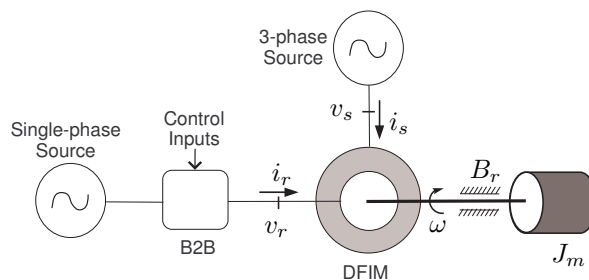 3-phase
Source
v_s
i_s
Control
Inputs
Single-phase
Source
i_r
v_r
B2B
DFIM
ω
B_r
J_m